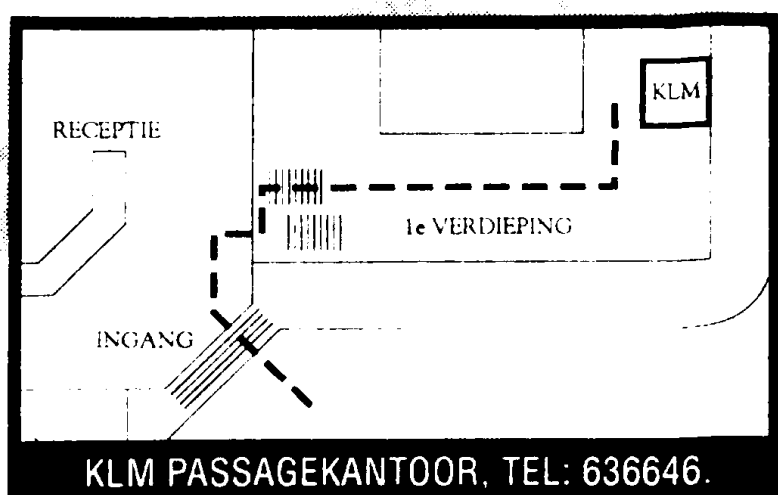 KLM
RECEPTIE
1e VERDIEPING
INGANG
KLM PASSAGEKANTOOR, TEL: 636646.